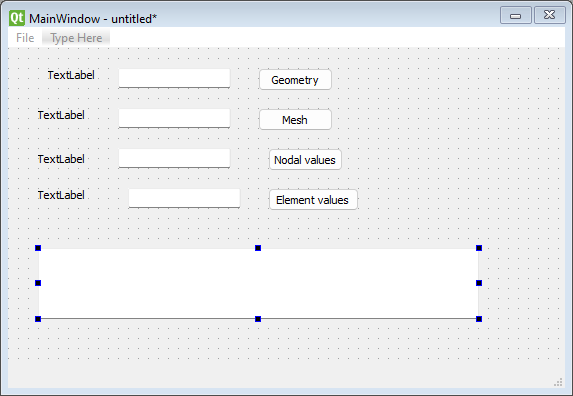 Qt MainWindow - untitled*
File Type Here
TextLabel Geometry
TextLabel Mesh
TextLabel Nodal values
TextLabel Element values